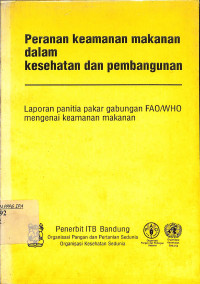 Peranan keamanan makanan
dalam
kesehatan dan pembangunan
Laporan panitia pakar gabungan FAO/WHO
mengenai keamanan makanan
92
Penerbit ITB Bandung
Organisasi Pangan dan Pertanian Sedunia
Organisasi Kesehatan Sedunia